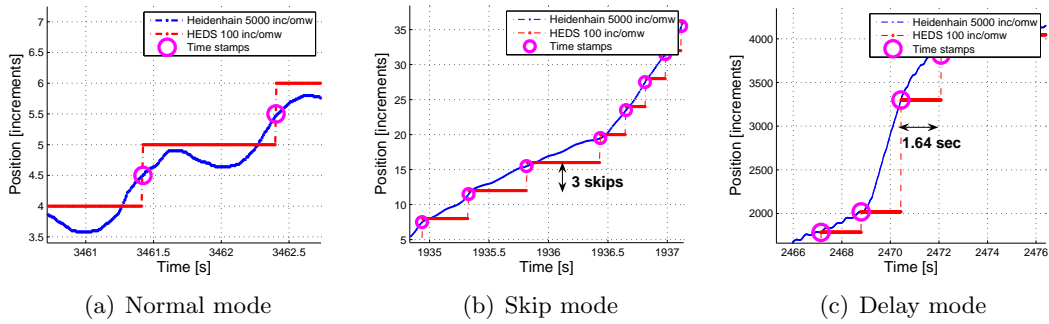 Position [increments]
7
6.5
6
5.5
5
4.5
4
3.5
Heidenhain 5000 inc/omw
HEDS 100 inc/omw
Time stamps
3461
3461.5
3462
3462.5
Time [s]
(a) Normal mode
Position [increments]
35
30
25
20
15
10
5
Heidenhain 5000 inc/omw
HEDS 100 inc/omw
Time stamps
3 skips
1935
1935.5
1936
1936.5
1937
Time [s]
(b) Skip mode
Position [increments]
4000
3500
3000
2500
2000
Heidenhain 5000 inc/omw
HEDS 100 inc/omw
Time stamps
1.64 sec
2466
2468
2470
2472
2474
2476
Time [s]
(c) Delay mode